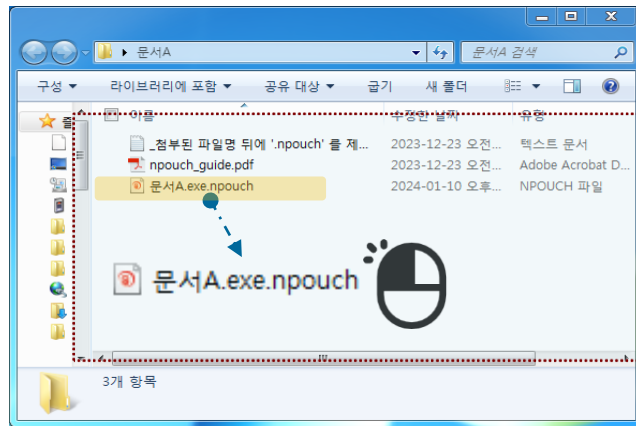 문서A
문서A 검색
구성 라이브러리에 포함 공유 대상 굽기 새 폴더
이름 수정한 날짜 유형
_첨부된 파일명 뒤에 '.npouch' 를 제... 2023-12-23 오전... 텍스트 문서
npouch_guide.pdf 2023-12-23 오전... Adobe Acrobat D...
문서A.exe.npouch 2024-01-10 오후... NPOUCH 파일
문서A.exe.npouch
3개 항목